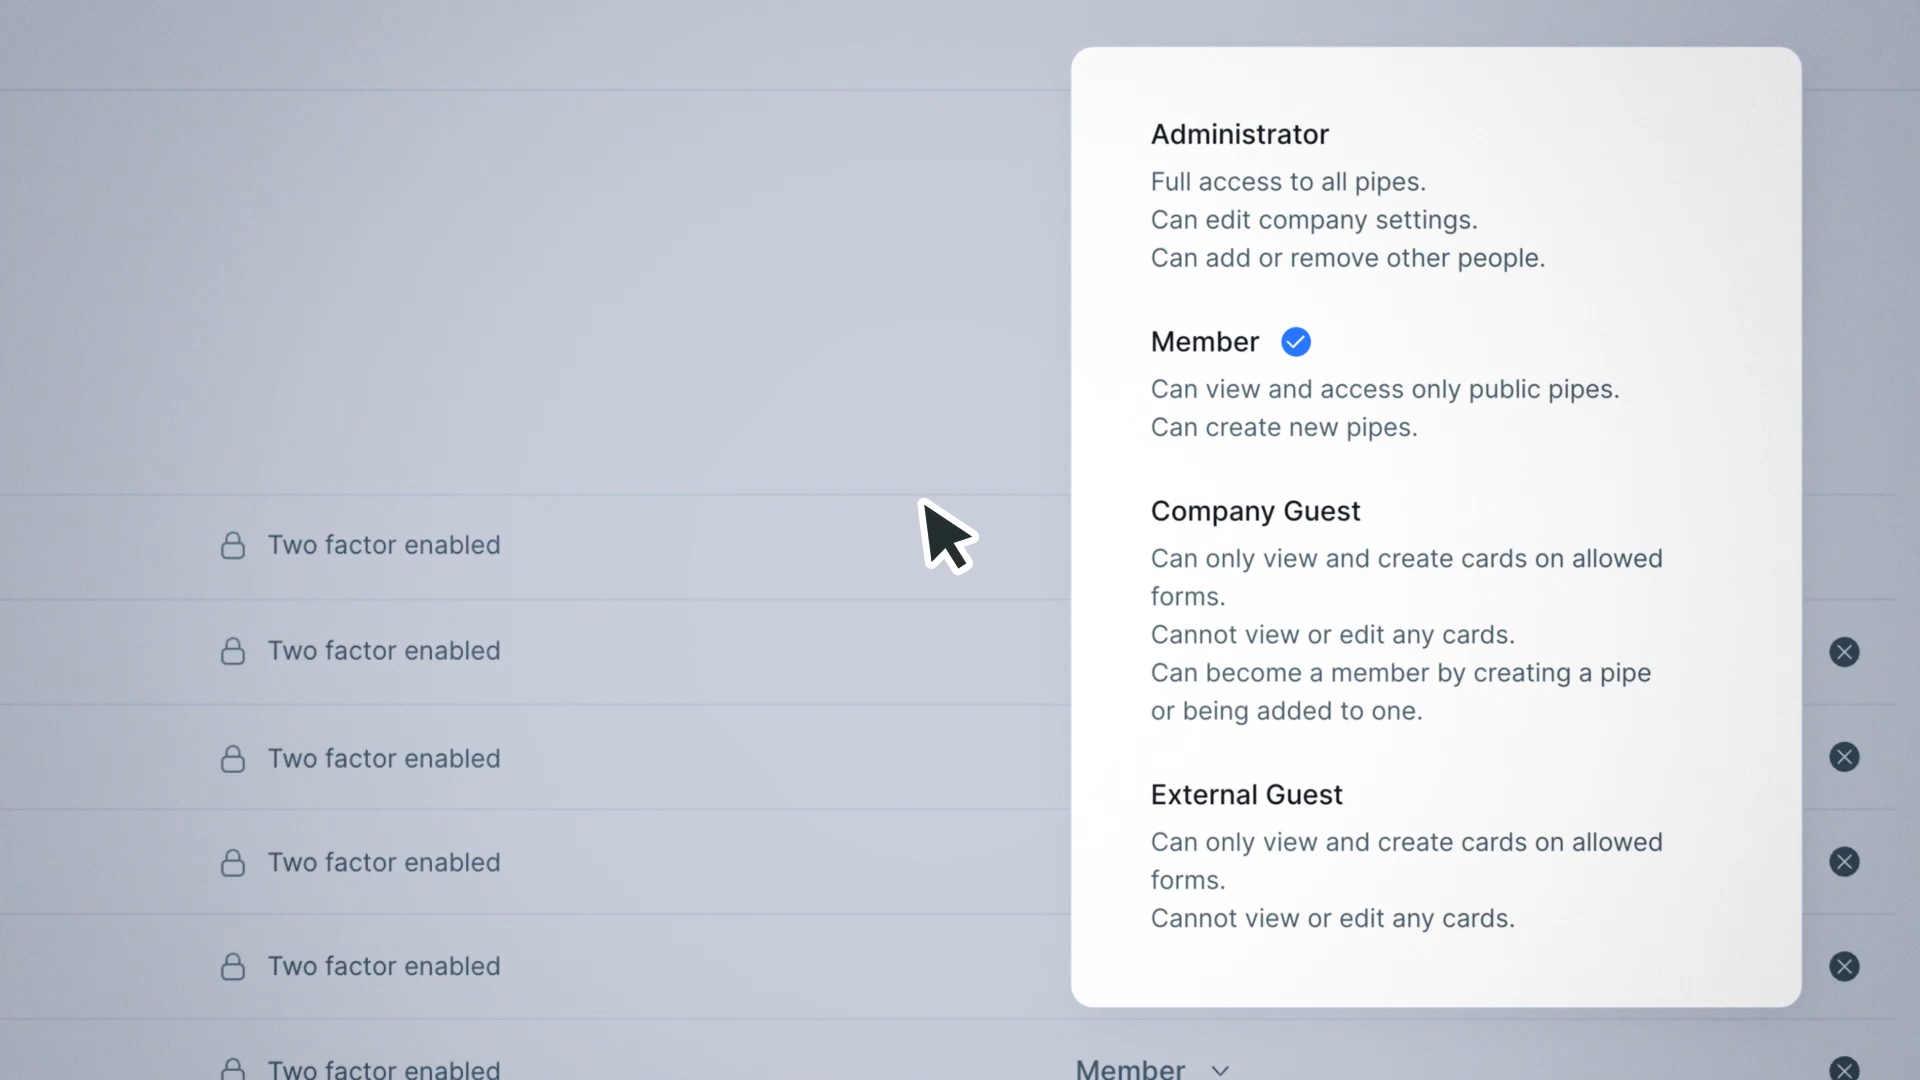 Administrator
Full access to all pipes.
Can edit company settings.
Can add or remove other people.
Member
Can view and access only public pipes.
Can create new pipes.
Company Guest
Can only view and create cards on allowed
forms.
Cannot view or edit any cards.
Can become a member by creating a pipe
or being added to one.
External Guest
Can only view and create cards on allowed
forms.
Cannot view or edit any cards.
Two factor enabled
Two factor enabled
Two factor enabled
Two factor enabled
Two factor enabled
Two factor enabled
Member